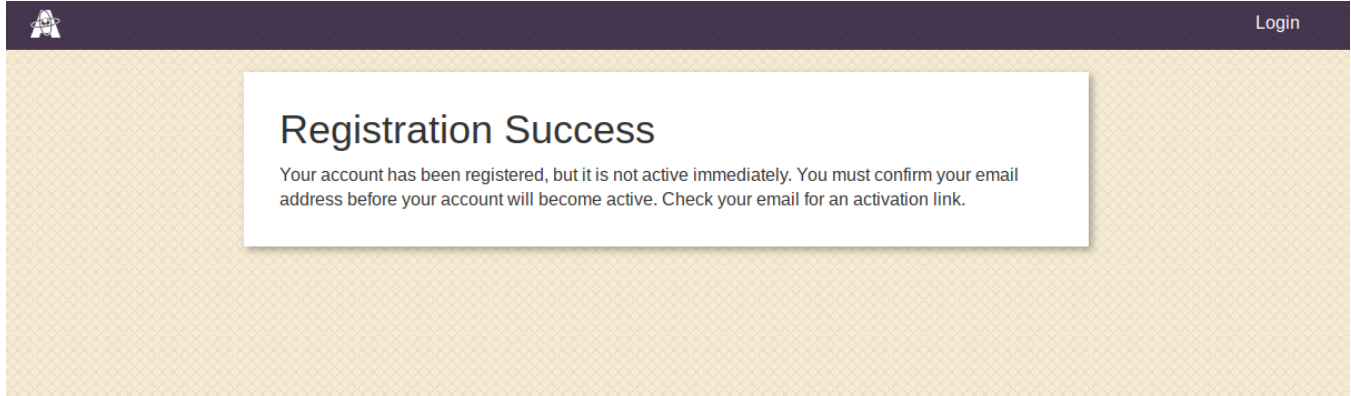 Login
Registration Success
Your account has been registered, but it is not active immediately. You must confirm your email
address before your account will become active. Check your email for an activation link.